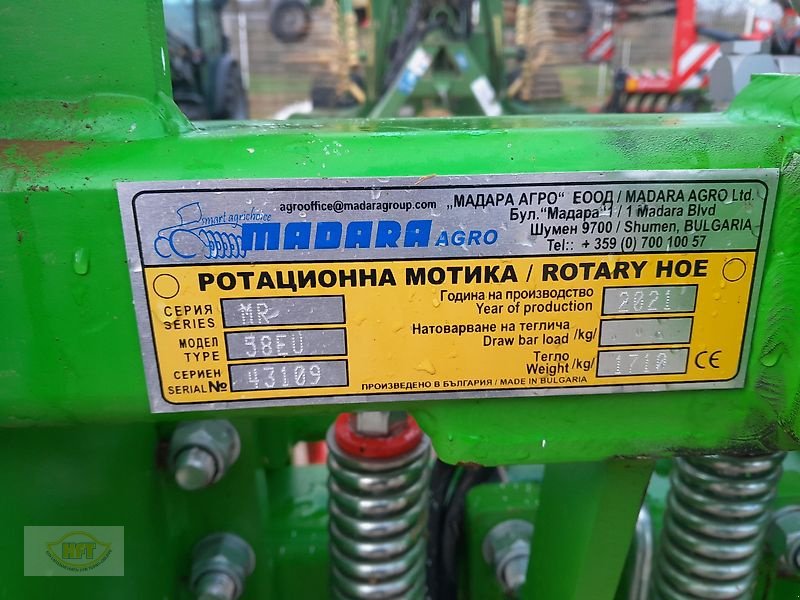 smart agrichoice
MADARA AGRO
agrooffice@madaragroup.com „МАДАРА АГРО“ ЕООД / MADARA AGRO Ltd.
Бул."Мадара"1 / 1 Madara Blvd
Шумен 9700 / Shumen, BULGARIA
Tel:: + 359 (0) 700 100 57
РОТАЦИОННА МОТИКА / ROTARY HOE
СЕРИЯ
SERIES
MR
МОДЕЛ
TYPE
58EU
СЕРИЕН
SERIAL №
43109
Година на производство
Year of production
2021
Натоварване на теглича
Draw bar load /kg/
Тегло
Weight /kg/
1710
CE
ПРОИЗВЕДЕНО В БЪЛГАРИЯ / MADE IN BULGARIA
HFT